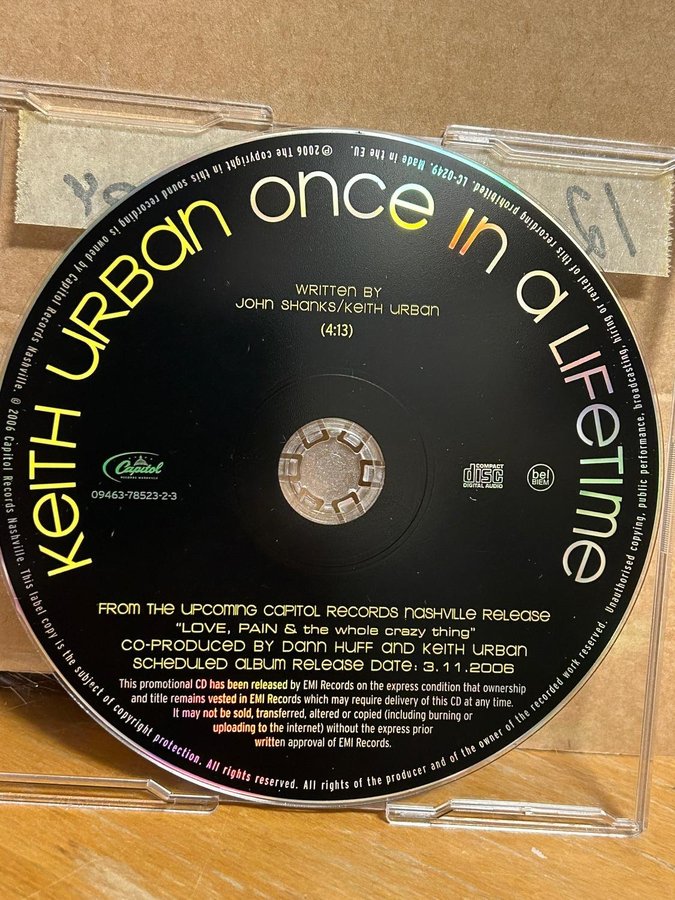 KEITH URBAN once in a LIFETIME
WRITTEN BY
JOHN SHANKS/KEITH URBAN
(4:13)
Capitol
RECORDS NASHVILLE
09463-78523-2-3
COMPACT
disc
DIGITAL AUDIO
bel
BIEM
FROM THE UPCOMING CAPITOL RECORDS NASHVILLE RELEASE
"LOVE, PAIN & the whole crazy thing"
CO-PRODUCED BY DANN HUFF AND KEITH URBAN
SCHEDULED ALBUM RELEASE DATE: 3.11.2006
This promotional CD has been released by EMI Records on the express condition that ownership
and title remains vested in EMI Records which may require delivery of this CD at any time.
It may not be sold, transferred, altered or copied (including burning or
uploading to the internet) without the express prior
written approval of EMI Records.
℗ 2006 The copyright in this sound recording is owned by Capitol Records Nashville © 2006 Capitol Records Nashville. This label copy is the subject of copyright protection. All rights reserved. All rights of the producer and of the owner of the recorded work reserved. Unauthorised copying, public performance, broadcasting, hiring or rental of this recording prohibited. LC-0249. Made in the EU.